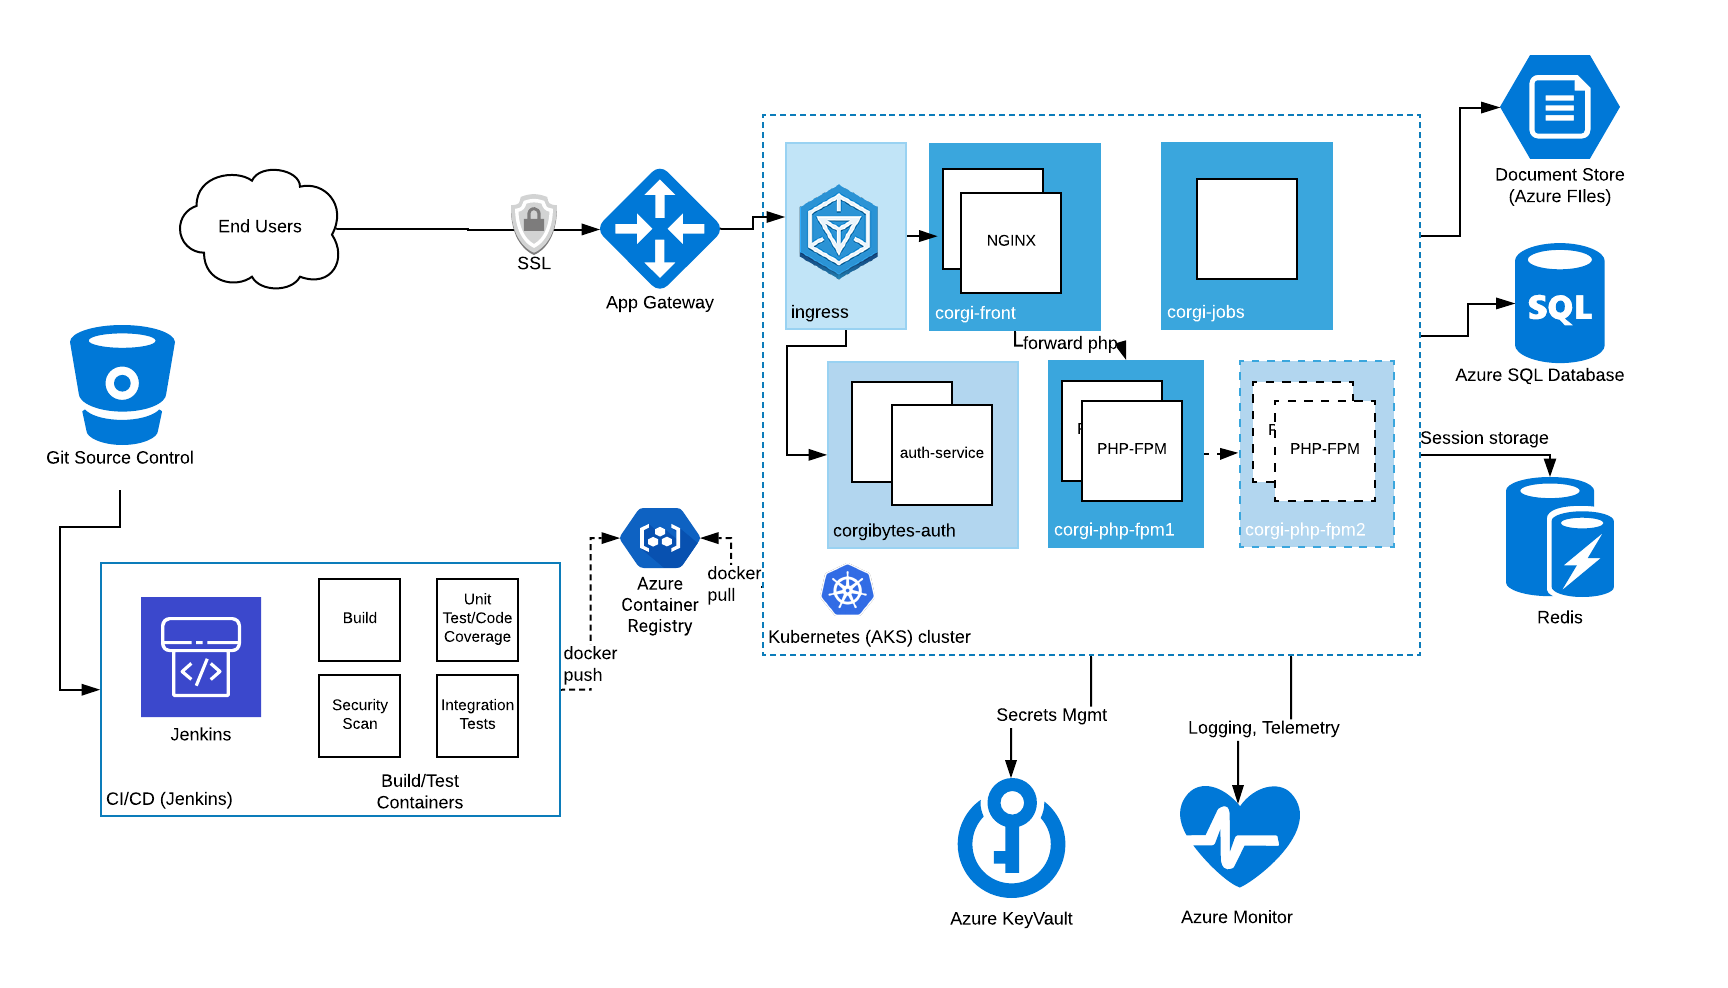 End Users
SSL
App Gateway
ingress
NGINX
corgi-front
corgi-jobs
forward php
auth-service
corgibytes-auth
PHP-FPM
corgi-php-fpm1
PHP-FPM
corgi-php-fpm2
Kubernetes (AKS) cluster
Document Store
(Azure FIles)
SQL
Azure SQL Database
Session storage
Redis
Git Source Control
Jenkins
CI/CD (Jenkins)
Build
Unit
Test/Code
Coverage
Security
Scan
Integration
Tests
Build/Test
Containers
docker
push
Azure
Container
Registry
docker
pull
Secrets Mgmt
Azure KeyVault
Logging, Telemetry
Azure Monitor